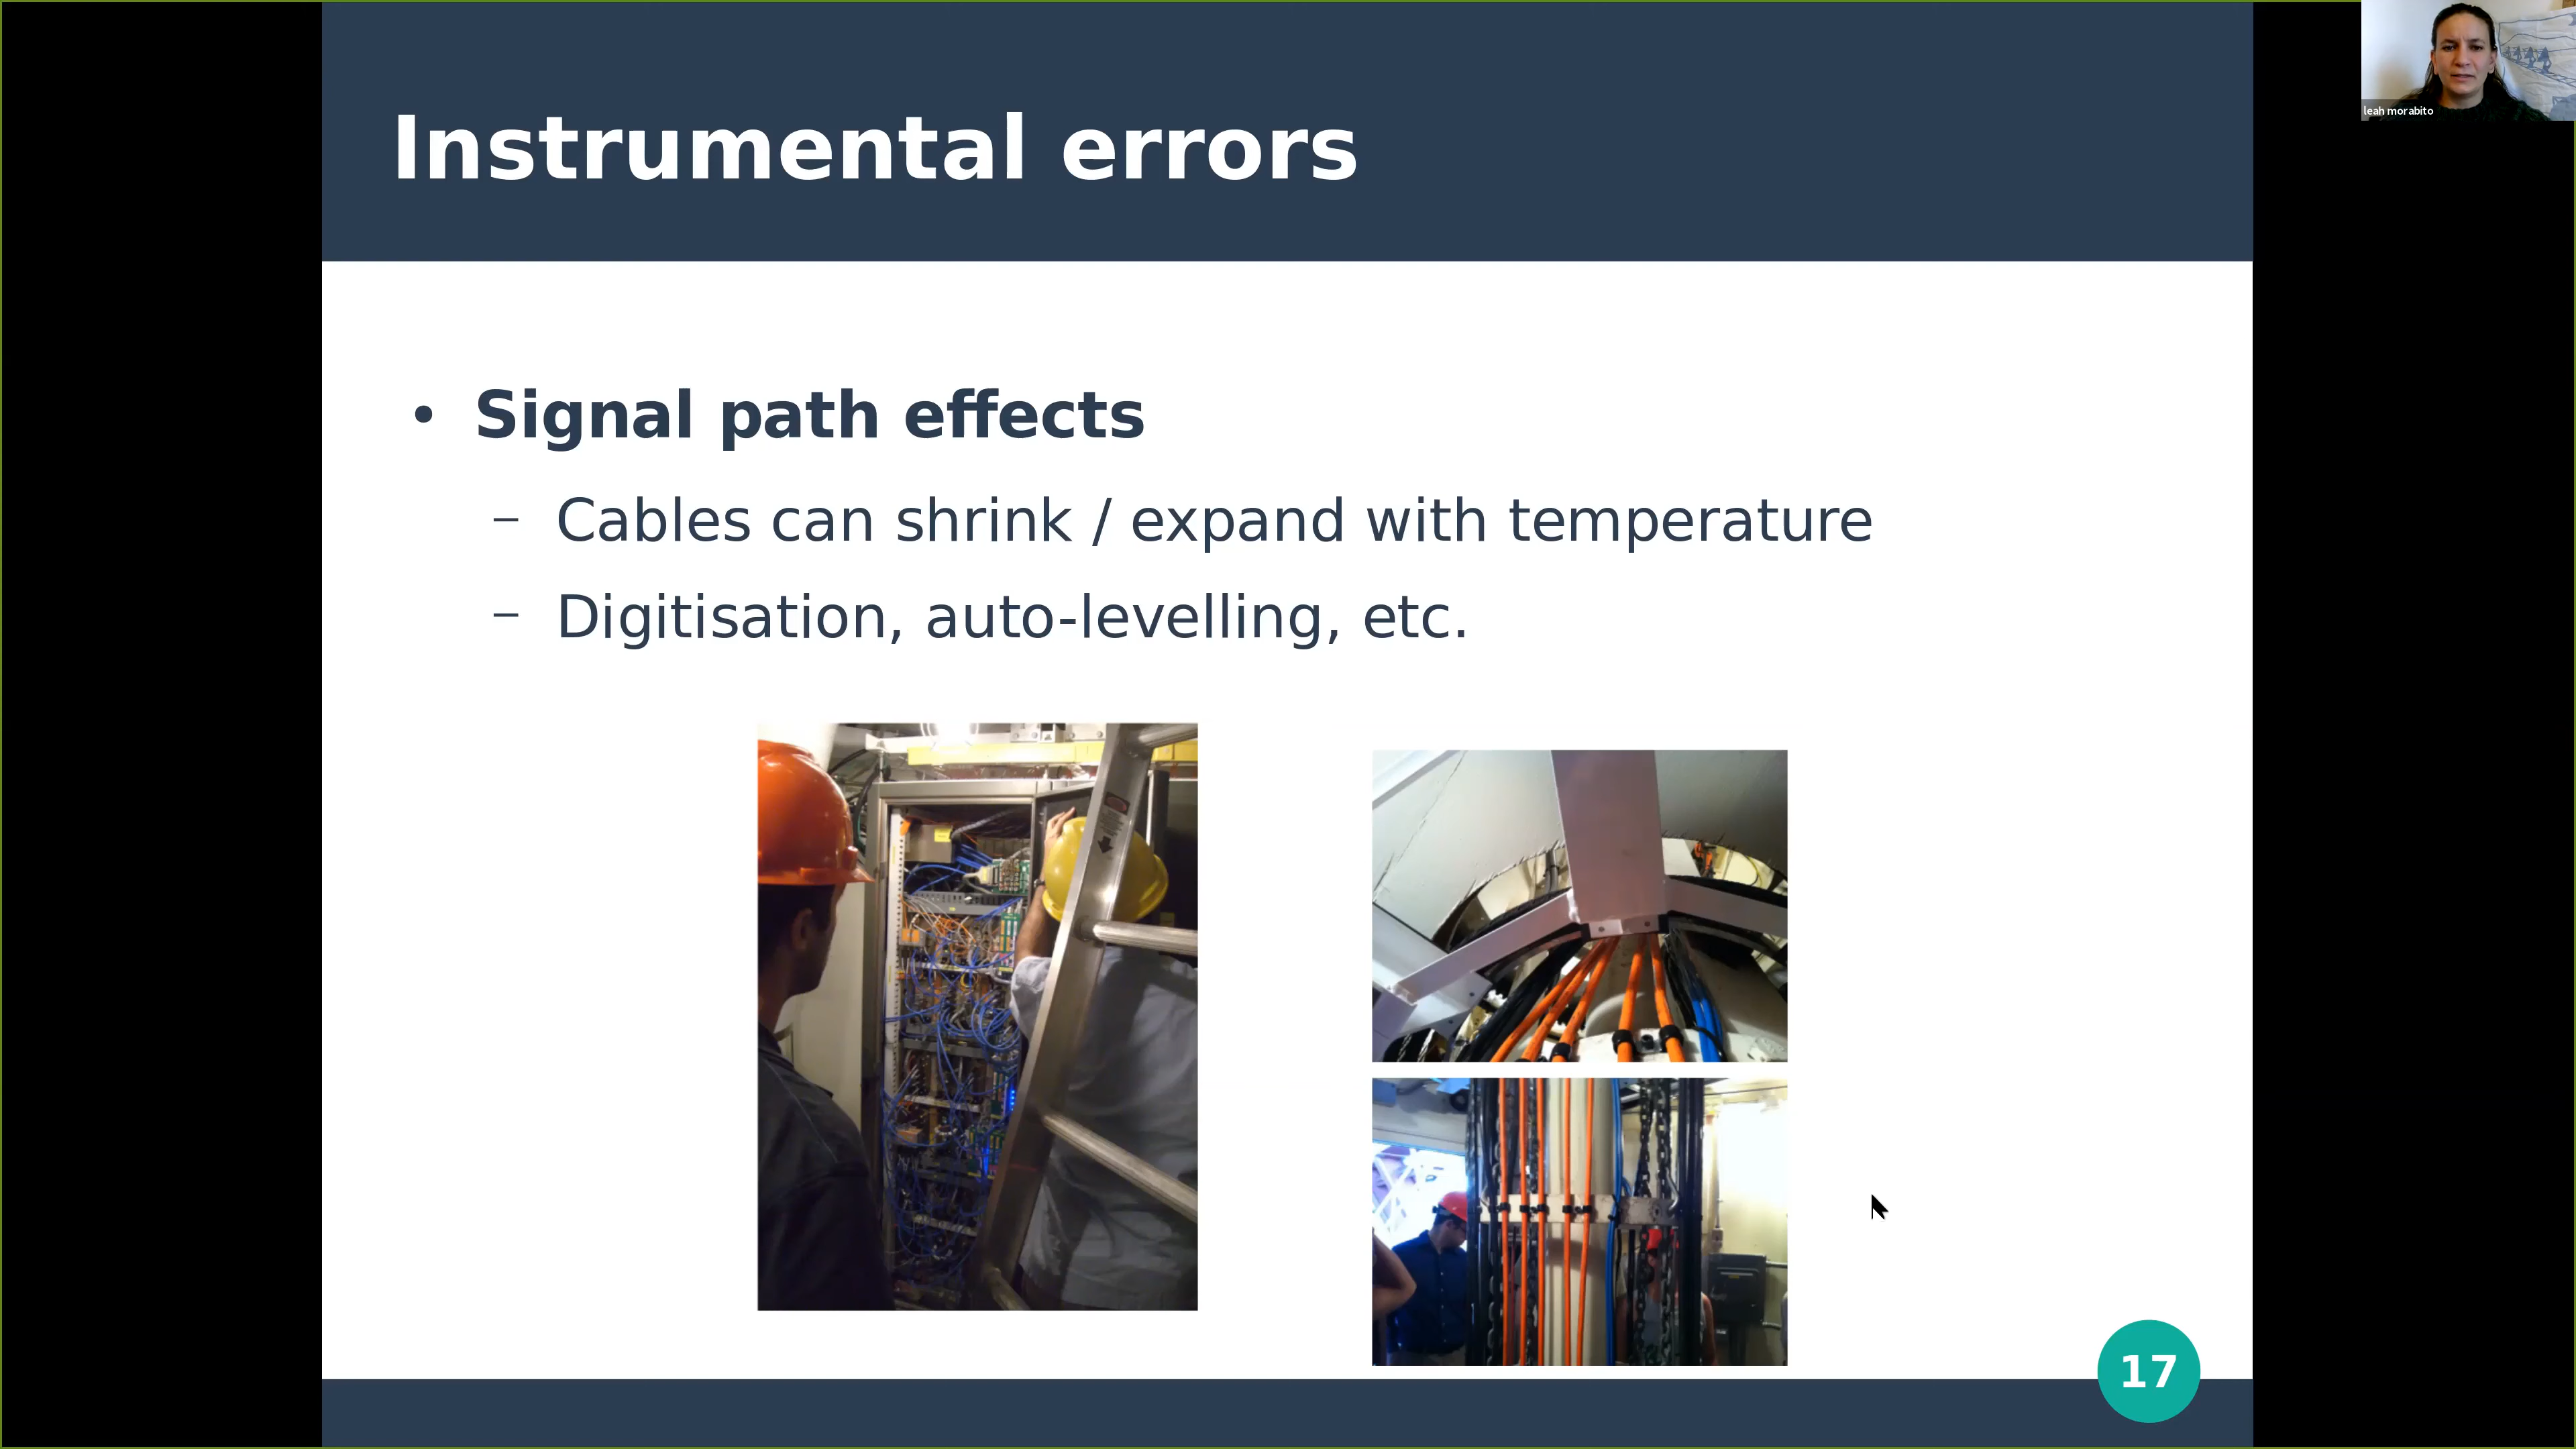 Instrumental errors
leah morabito
• Signal path effects
– Cables can shrink / expand with temperature
– Digitisation, auto-levelling, etc.
17